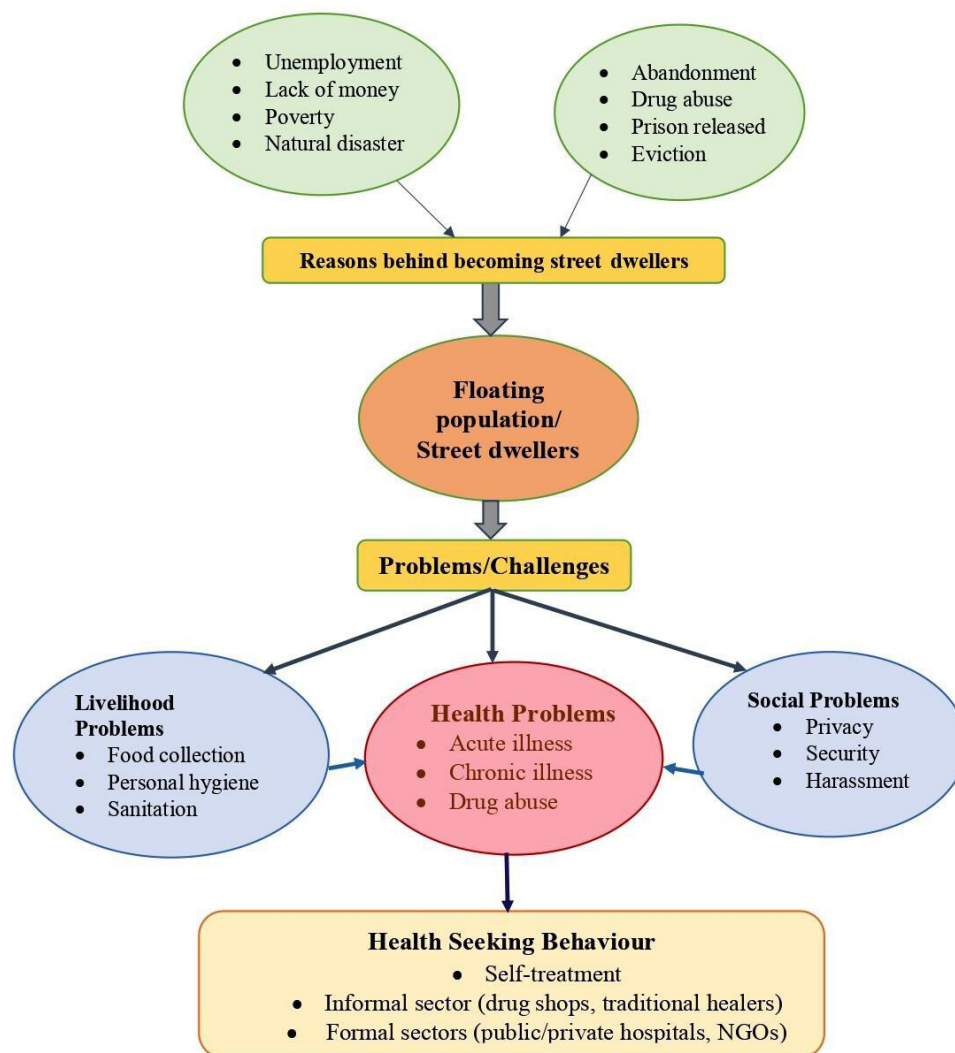 • Unemployment
• Lack of money
• Poverty
• Natural disaster
• Abandonment
• Drug abuse
• Prison released
• Eviction
Reasons behind becoming street dwellers
Floating
population/
Street dwellers
Problems/Challenges
Livelihood
Problems
• Food collection
• Personal hygiene
• Sanitation
Health Problems
• Acute illness
• Chronic illness
• Drug abuse
Social Problems
• Privacy
• Security
• Harassment
Health Seeking Behaviour
• Self-treatment
• Informal sector (drug shops, traditional healers)
• Formal sectors (public/private hospitals, NGOs)